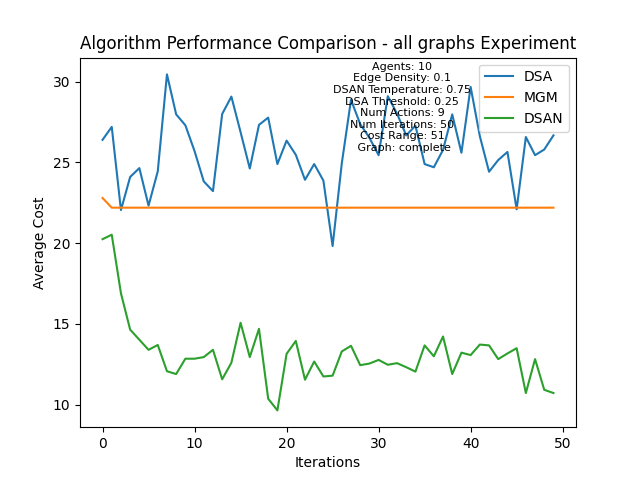 Algorithm Performance Comparison - all graphs Experiment
Agents: 10
Edge Density: 0.1
DSAN Temperature: 0.75
DSA Threshold: 0.25
Num Actions: 9
Num Iterations: 50
Cost Range: 51
Graph: complete
DSA
MGM
DSAN
Average Cost
30
25
20
15
10
0
10
20
30
40
50
Iterations